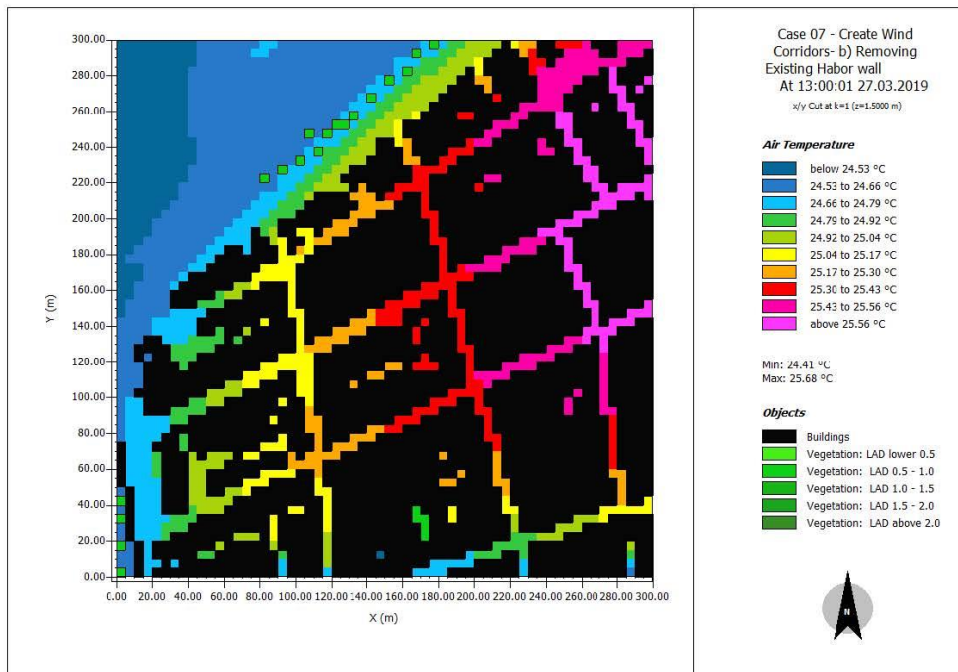 Case 07 - Create Wind
Corridors- b) Removing
Existing Habor wall
At 13:00:01 27.03.2019
x/y Cut at k=1 (z=1.5000 m)
Air Temperature
below 24.53 °C
24.53 to 24.66 °C
24.66 to 24.79 °C
24.79 to 24.92 °C
24.92 to 25.04 °C
25.04 to 25.17 °C
25.17 to 25.30 °C
25.30 to 25.43 °C
25.43 to 25.56 °C
above 25.56 °C
Min: 24.41 °C
Max: 25.68 °C
Objects
Buildings
Vegetation: LAD lower 0.5
Vegetation: LAD 0.5 - 1.0
Vegetation: LAD 1.0 - 1.5
Vegetation: LAD 1.5 - 2.0
Vegetation: LAD above 2.0
N
300.00
280.00
260.00
240.00
220.00
200.00
180.00
160.00
140.00
120.00
100.00
80.00
60.00
40.00
20.00
0.00
Y (m)
0.00 20.00 40.00 60.00 80.00 100.00 120.00 140.00 160.00 180.00 200.00 220.00 240.00 260.00 280.00 300.00
X (m)